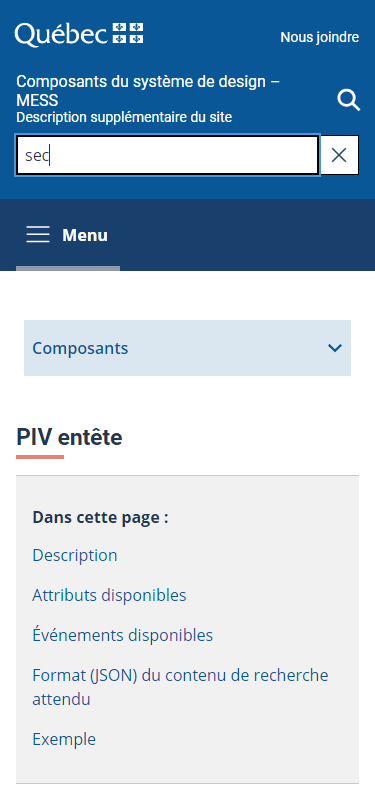 Québec
Nous joindre
Composants du système de design –
MESS
Description supplémentaire du site
sec
Menu
Composants
PIV entête
Dans cette page :
Description
Attributs disponibles
Événements disponibles
Format (JSON) du contenu de recherche
attendu
Exemple